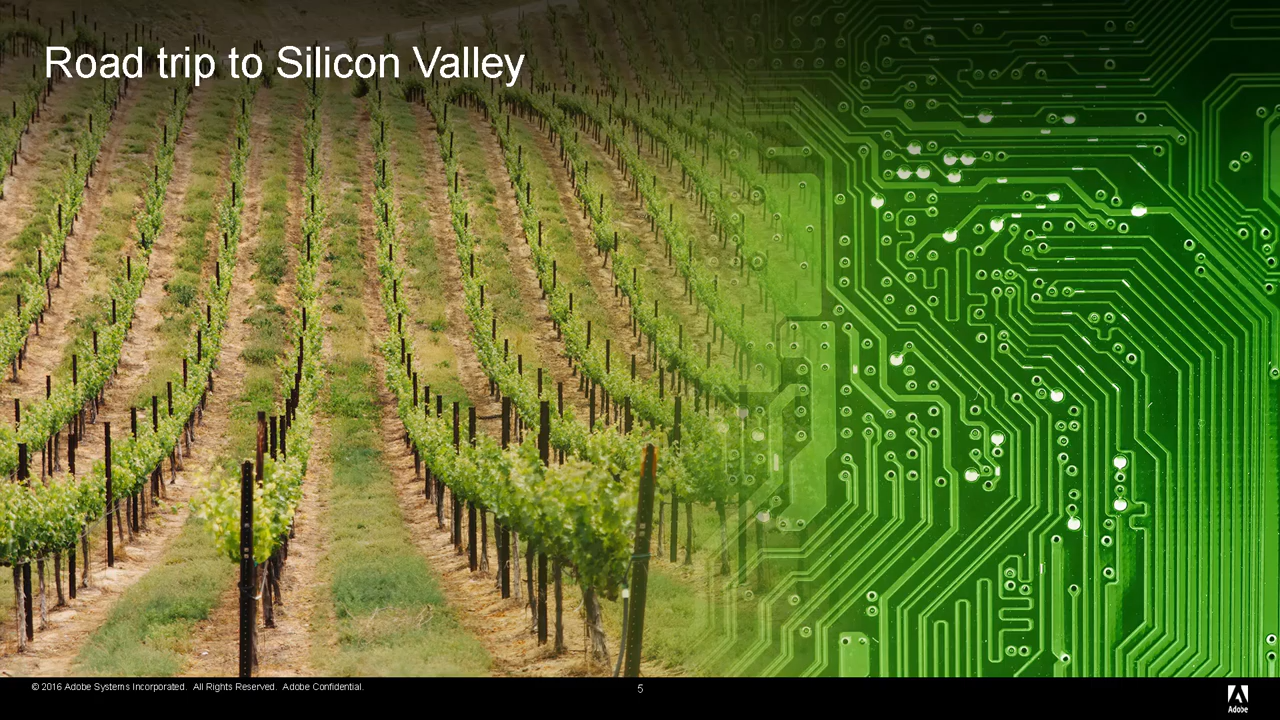 Road trip to Silicon Valley
© 2016 Adobe Systems Incorporated. All Rights Reserved. Adobe Confidential.
5
Adobe